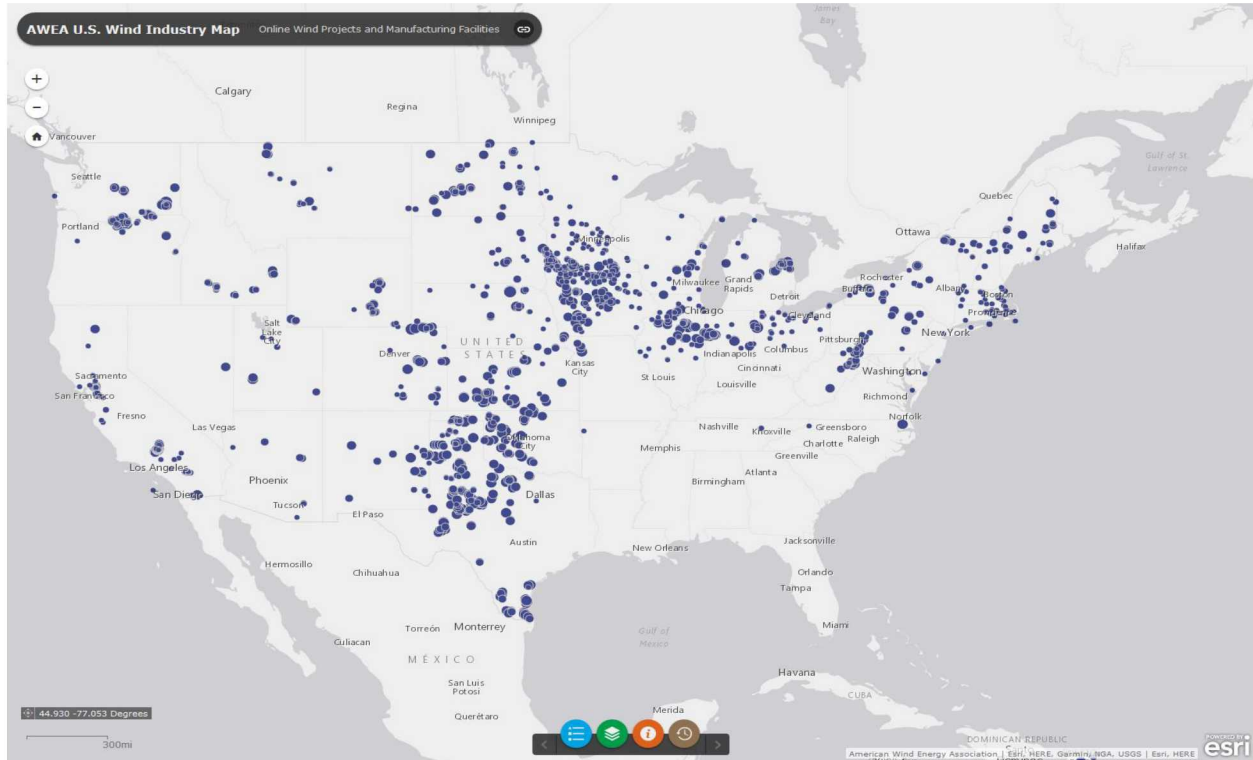 AWEA U.S. Wind Industry Map Online Wind Projects and Manufacturing Facilities
James
Bay
+
−
Calgary
Regina
Winnipeg
Vancouver
Seattle
Gulf of St.
Lawrence
Quebec
Portland
Ottawa
Halifax
Minneapolis
Milwaukee
Grand
Rapids
Rochester
Buffalo
Albany
Boston
Detroit
Providence
Chicago
Cleveland
Salt
Lake
City
UNITED
STATES
New York
Pittsburgh
Denver
Indianapolis
Columbus
Kansas
City
Cincinnati
Washington
Sacramento
St Louis
Louisville
San Francisco
Richmond
Fresno
Norfolk
Las Vegas
Nashville
Knoxville
Greensboro
Oklahoma
City
Charlotte
Raleigh
Memphis
Greenville
Los Angeles
Atlanta
Phoenix
Birmingham
San Diego
Dallas
Tucson
El Paso
Austin
Jacksonville
New Orleans
Hermosillo
Chihuahua
Orlando
Tampa
Torreón
Monterrey
Miami
Gulf of
Mexico
Culiacan
MÉXICO
Havana
San Luis
Potosi
CUBA
Merida
44.930 -77.053 Degrees
Querétaro
300mi
DOMINICAN REPUBLIC
American Wind Energy Association | Esri, HERE, Garmin, NGA, USGS | Esri, HERE
POWERED BY
esri